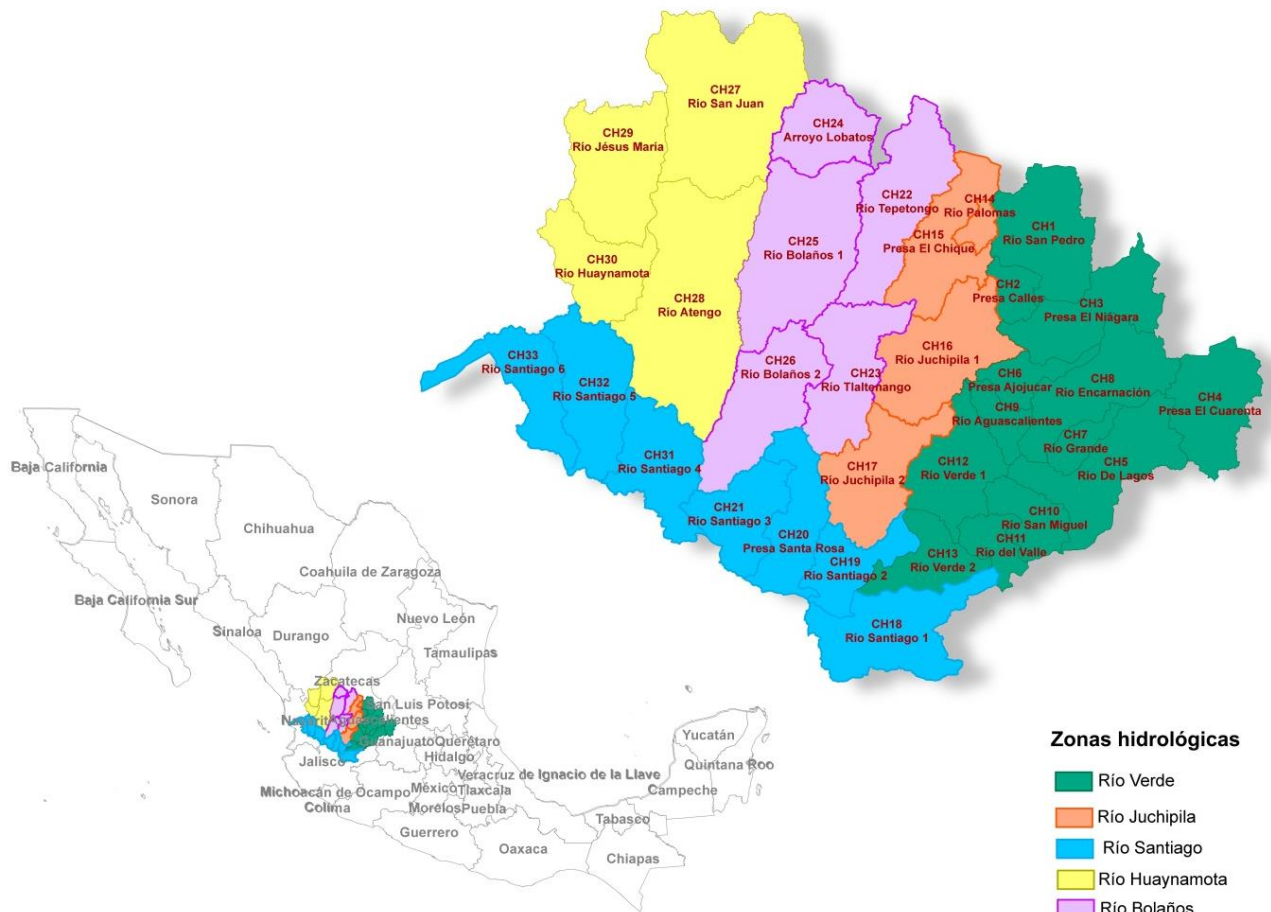 CH27
Río San Juan
CH24
Arroyo Lobatos
CH29
Río Jésus Maria
CH22
Río Tepetongo
CH14
Río Palomas
CH1
Río San Pedro
CH15
Presa El Chique
CH25
Río Bolaños 1
CH30
Río Huaynamota
CH2
Presa Calles
CH28
Río Atengo
CH3
Presa El Niágara
CH16
Río Juchipila 1
CH33
Río Santiago 6
CH26
Río Bolaños 2
CH23
Río Tlaltenango
CH6
Presa Ajojucar
CH8
Río Encarnación
CH32
Río Santiago 5
CH4
Presa El Cuarenta
CH9
Río Aguascalientes
CH7
Río Grande
CH31
Río Santiago 4
CH17
Río Juchipila 2
CH12
Río Verde 1
CH5
Río De Lagos
CH21
Río Santiago 3
CH10
Río San Miguel
CH20
Presa Santa Rosa
CH11
Río del Valle
CH13
Río Verde 2
CH19
Río Santiago 2
CH18
Río Santiago 1
Baja California
Sonora
Chihuahua
Coahuila de Zaragoza
Baja California Sur
Nuevo León
Sinaloa
Durango
Tamaulipas
Zacatecas
San Luis Potosí
Nayarit
Aguascalientes
Guanajuato
Querétaro
Hidalgo
Jalisco
Yucatán
Quintana Roo
Campeche
Veracruz de Ignacio de la Llave
México
Tlaxcala
Michoacán de Ocampo
Colima
Morelos
Puebla
Tabasco
Guerrero
Oaxaca
Chiapas
Zonas hidrológicas
Río Verde
Río Juchipila
Río Santiago
Río Huaynamota
Río Bolaños